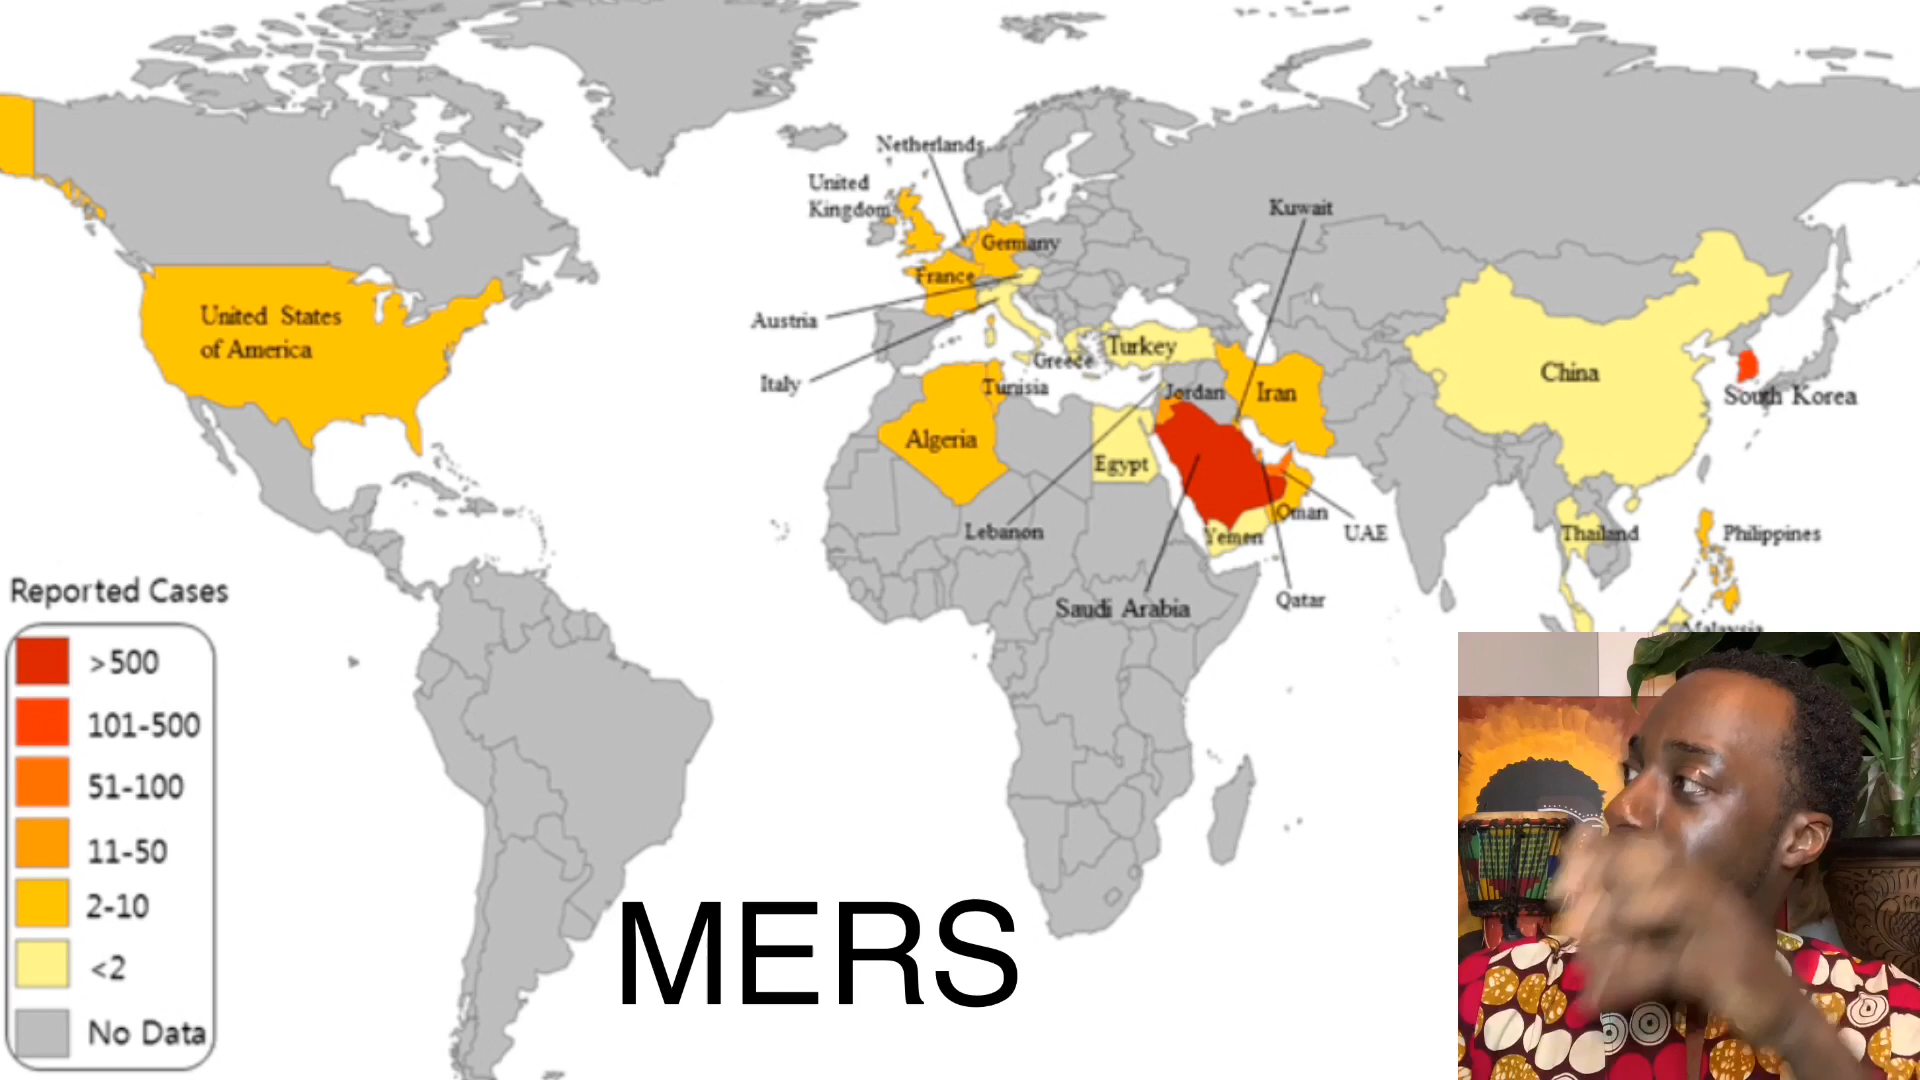 Netherlands
United
Kingdom
Kuwait
Germany
France
United States
of America
Austria
Turkey
Greece
China
Italy
Tunisia
Jordan
Iran
South Korea
Algeria
Egypt
Oman
Lebanon
Yemen
UAE
Thailand
Philippines
Saudi Arabia
Qatar
Malaysia
Reported Cases
>500
101-500
51-100
11-50
2-10
<2
No Data
MERS